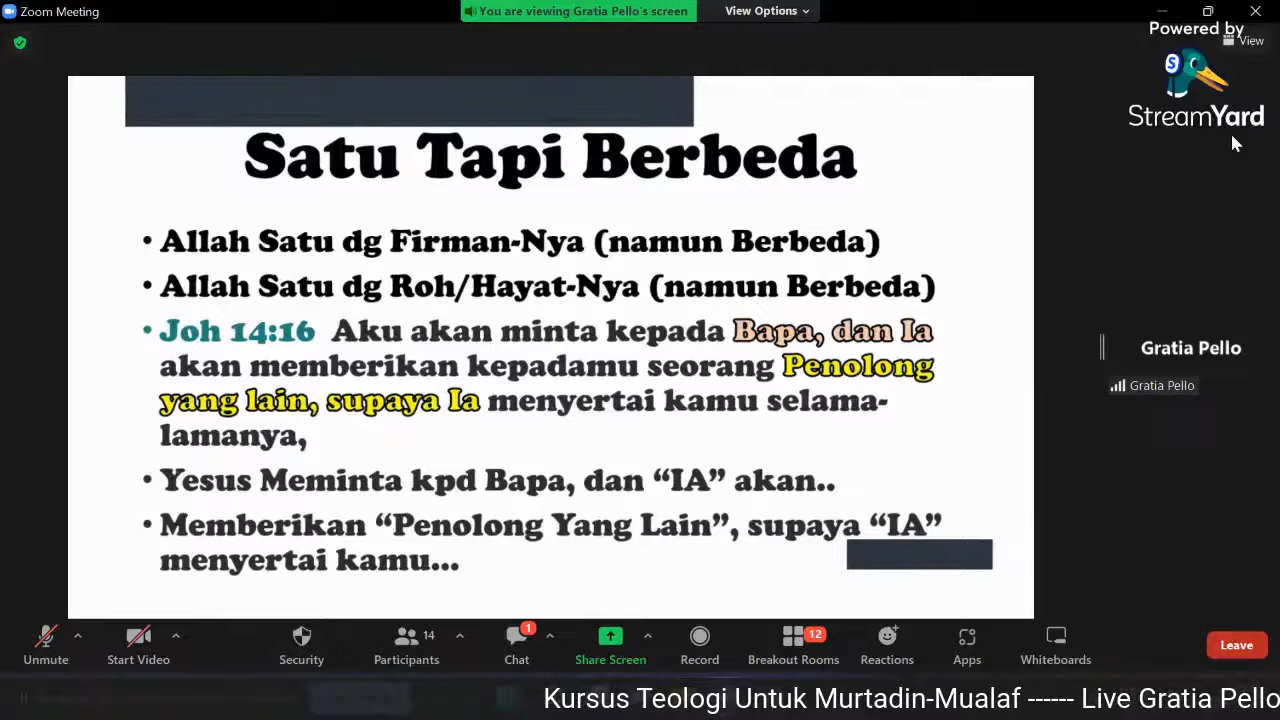 Zoom Meeting
You are viewing Gratia Pello's screen
View Options
Powered by
View
StreamYard
Satu Tapi Berbeda
• Allah Satu dg Firman-Nya (namun Berbeda)
• Allah Satu dg Roh/Hayat-Nya (namun Berbeda)
• Joh 14:16 Aku akan minta kepada Bapa, dan Ia
akan memberikan kepadamu seorang Penolong
yang lain, supaya Ia menyertai kamu selama-
lamanya,
• Yesus Meminta kpd Bapa, dan “IA” akan..
• Memberikan “Penolong Yang Lain”, supaya “IA”
menyertai kamu...
Gratia Pello
Gratia Pello
Unmute
Start Video
Security
14
Participants
1
Chat
Share Screen
Record
12
Breakout Rooms
Reactions
Apps
Whiteboards
Leave
Kursus Teologi Untuk Murtadin-Mualaf ------ Live Gratia Pello